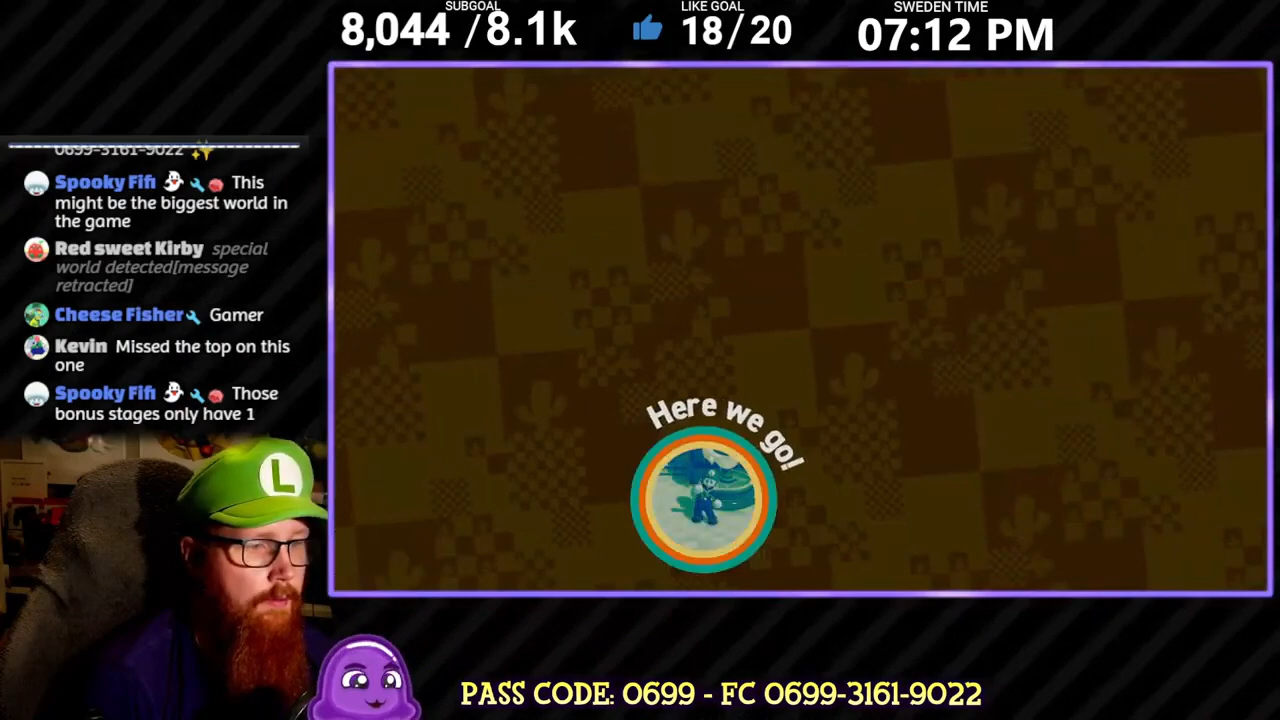 SUBGOAL
8,044 /8.1k
LIKE GOAL
18/20
SWEDEN TIME
07:12 PM
0699-3161-9022 ✨
Spooky Fifi 👻 🔧 🧠 This
might be the biggest world in
the game
Red sweet Kirby special
world detected[message
retracted]
Cheese Fisher 🔧 Gamer
Kevin Missed the top on this
one
Spooky Fifi 👻 🔧 🧠 Those
bonus stages only have 1
Here we go!
L
PASS CODE: 0699 - FC 0699-3161-9022